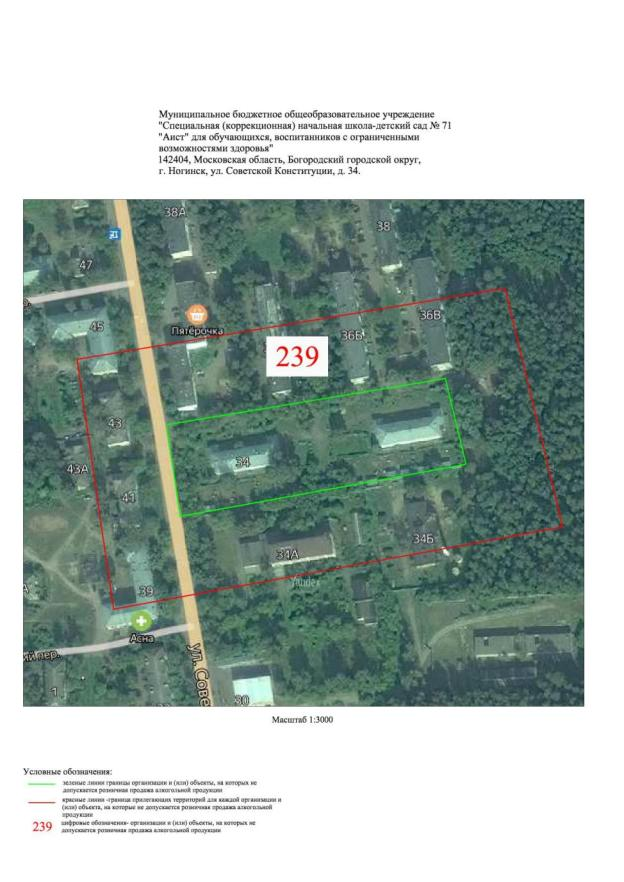 Муниципальное бюджетное общеобразовательное учреждение
"Специальная (коррекционная) начальная школа-детский сад № 71
"Аист" для обучающихся, воспитанников с ограниченными
возможностями здоровья"
142404, Московская область, Богородский городской округ,
г. Ногинск, ул. Советской Конституции, д. 34.
38А
38
47
45
Пятёрочка
36Б
36В
239
43
43А
34
41
34А
34Б
Yandex
39
Асна
ий пер.
ул. Сове
1
30
Масштаб 1:3000
Условные обозначения:
зеленые линии границы организации и (или) объекты, на которых не
допускается розничная продажа алкогольной продукции
красные линии -граница прилегающих территорий для каждой организации и
(или) объекта, на которые не допускается розничная продажа алкогольной
продукции
239 цифровые обозначения- организации и (или) объекты, на которых не
допускается розничная продажа алкогольной продукции